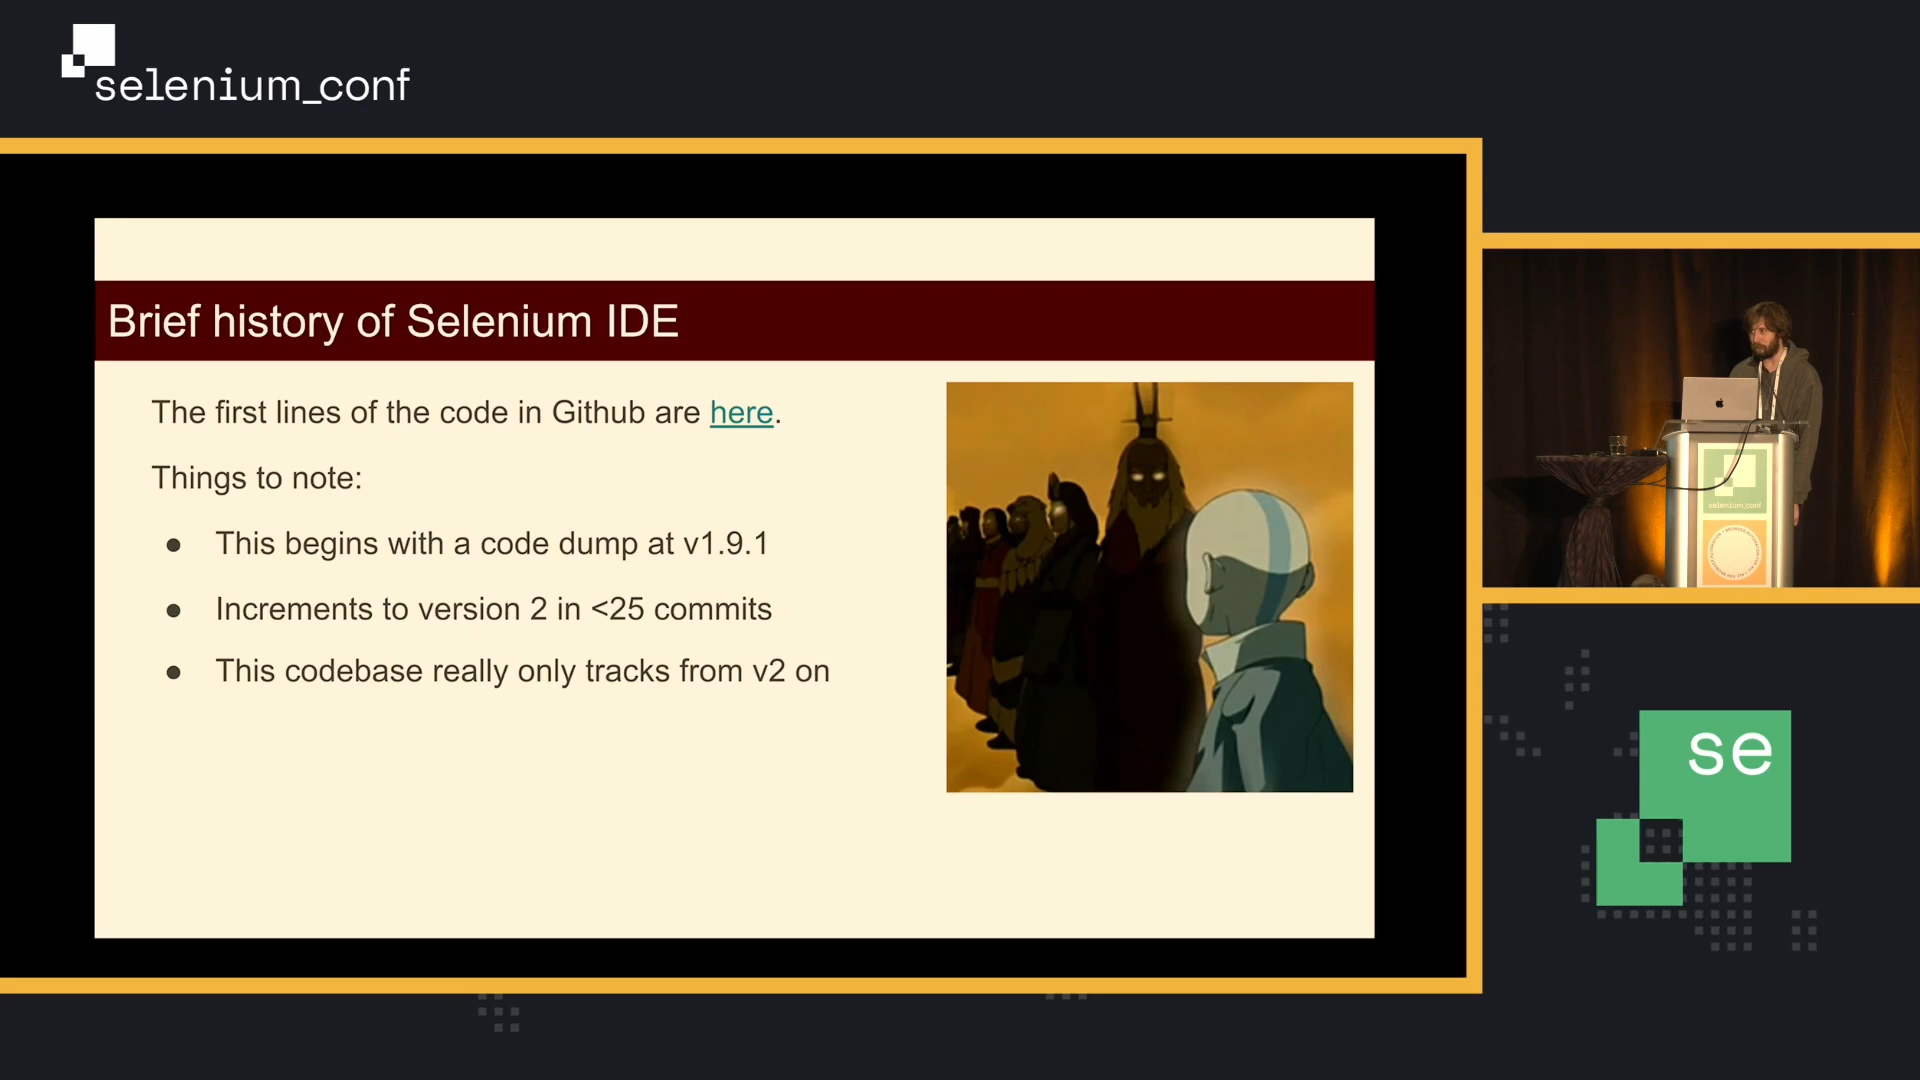 selenium_conf
Brief history of Selenium IDE
The first lines of the code in Github are here.
Things to note:
● This begins with a code dump at v1.9.1
● Increments to version 2 in <25 commits
● This codebase really only tracks from v2 on
selenium_conf
se